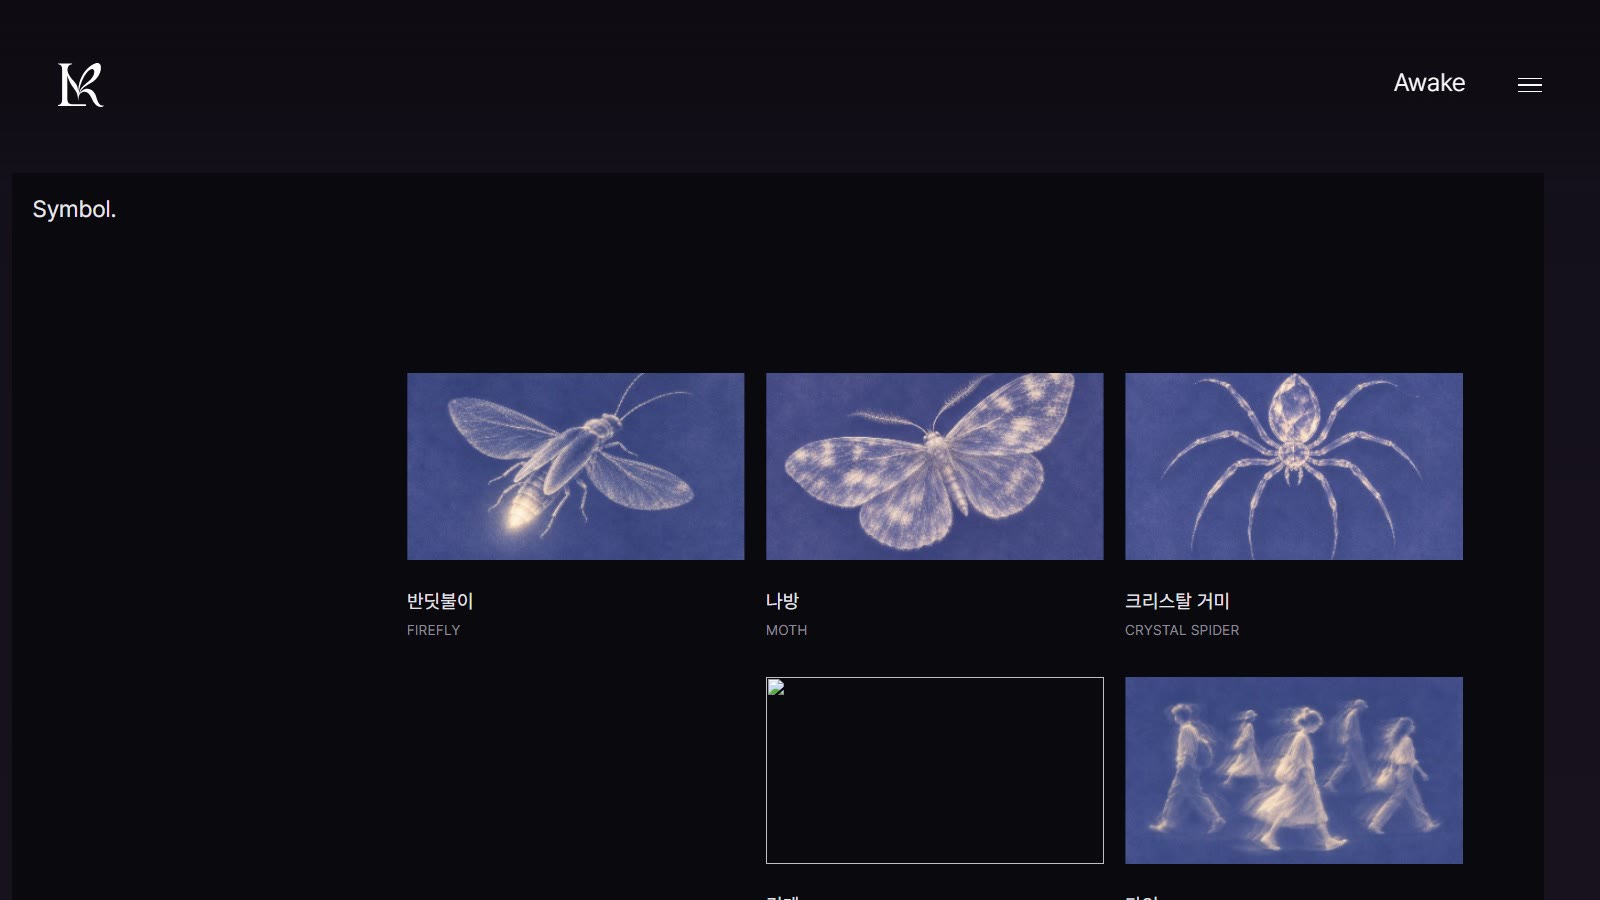 Awake
Symbol.
반딧불이
FIREFLY
나방
MOTH
크리스탈 거미
CRYSTAL SPIDER